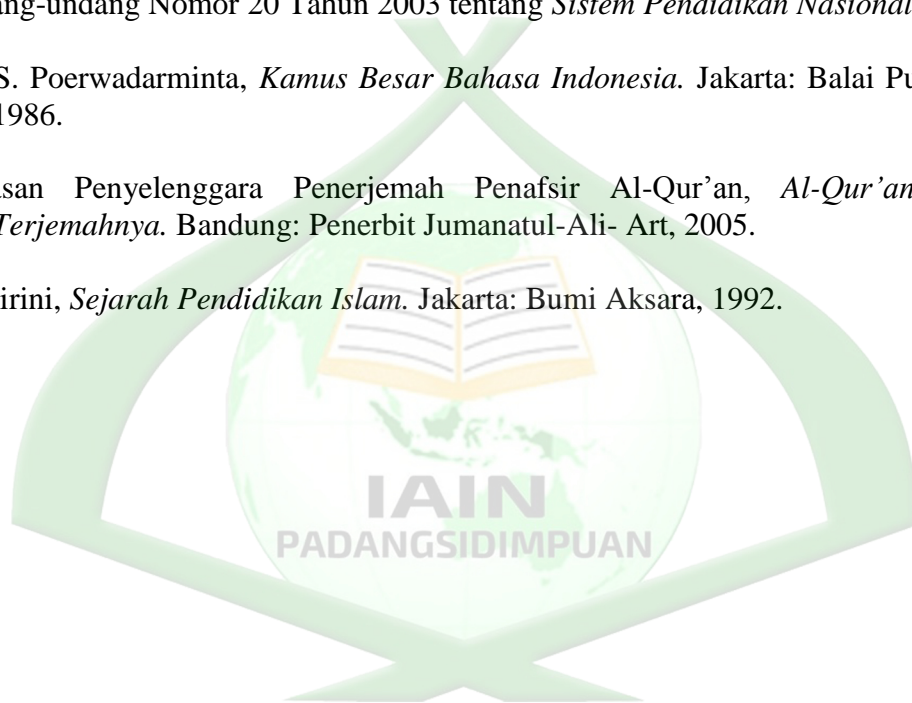 ang-undang Nomor 20 Tahun 2003 tentang Sistem Pendidikan Nasional
S. Poerwadarminta, Kamus Besar Bahasa Indonesia. Jakarta: Balai Pu
1986.
asan Penyelenggara Penerjemah Penafsir Al-Qur’an, Al-Qur’an
Terjemahnya. Bandung: Penerbit Jumanatul-Ali- Art, 2005.
irini, Sejarah Pendidikan Islam. Jakarta: Bumi Aksara, 1992.
IAIN
PADANGSIDIMPUAN